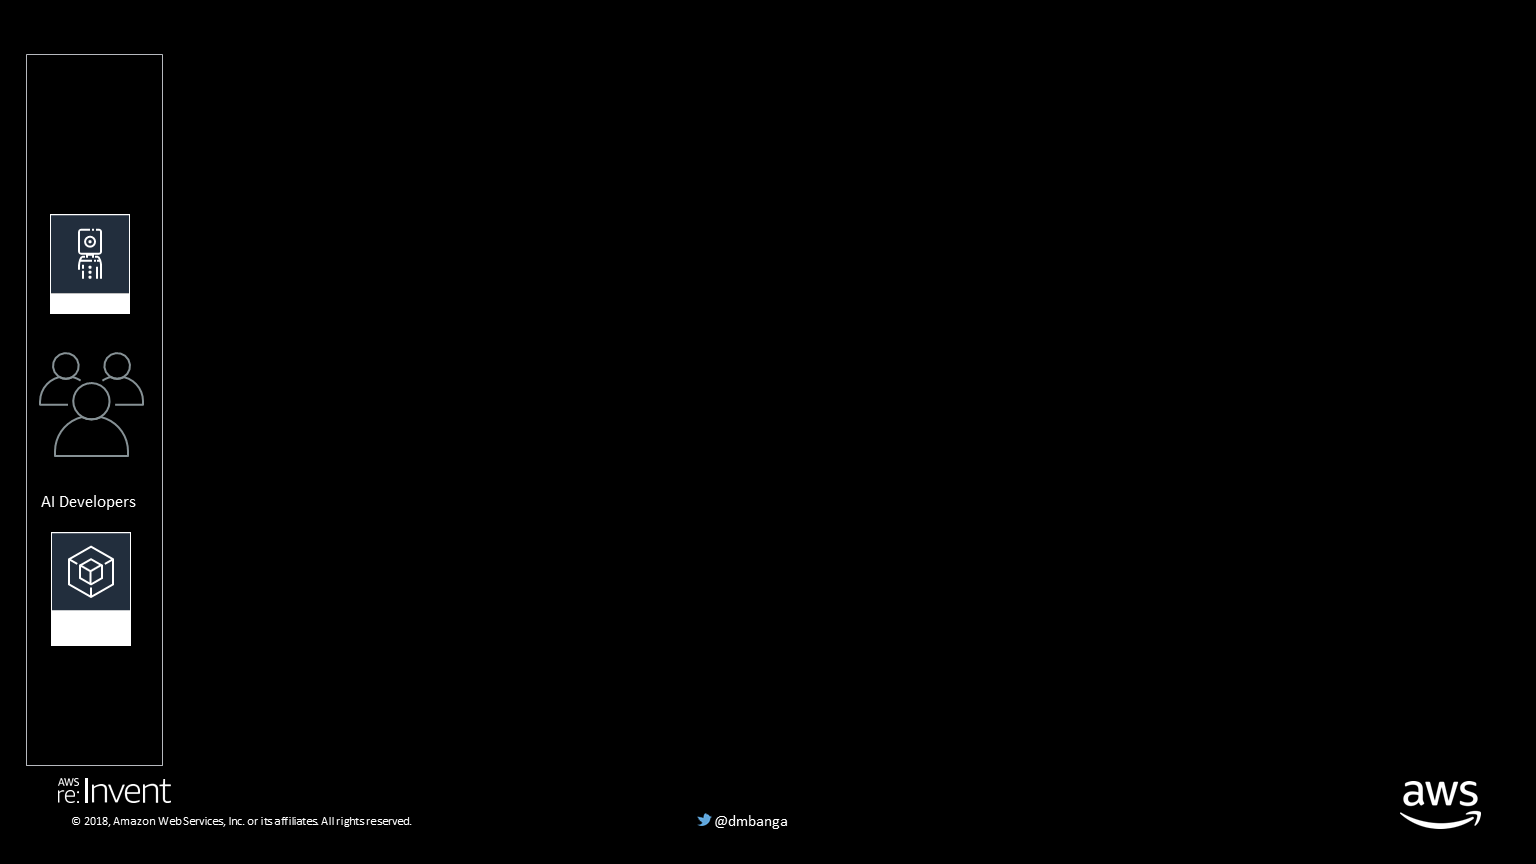 AI Developers
AWS
re:Invent
© 2018, Amazon Web Services, Inc. or its affiliates. All rights reserved.
@dmbanga
aws